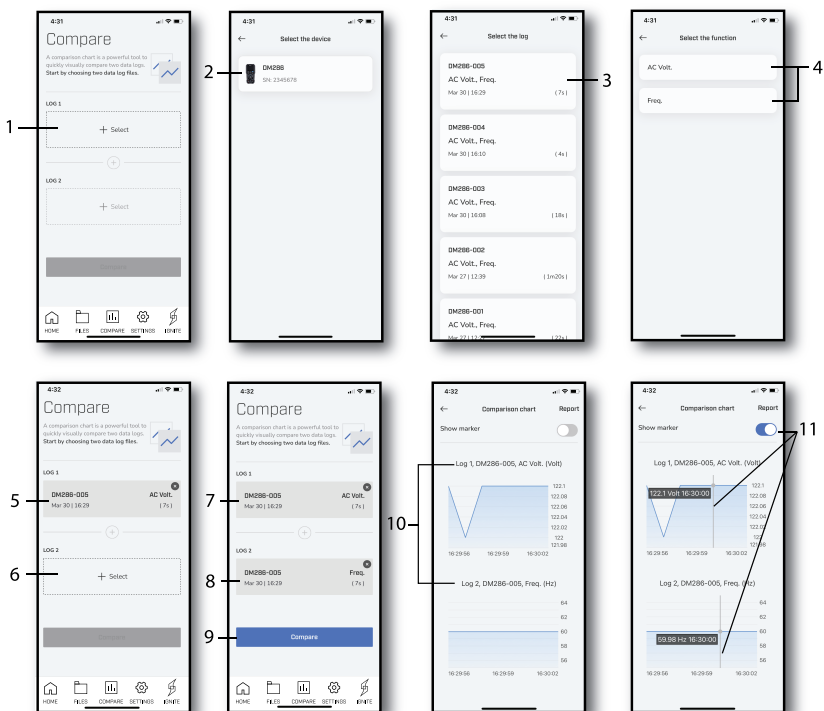 4:31
Compare
A comparison chart is a powerful tool to
quickly visually compare two data logs.
Start by choosing two data log files.
LOG 1
+ Select
LOG 2
+ Select
Compare
HOME FILES COMPARE SETTINGS IGNITE
1
Select the device
DM286
SN: 2345678
2
4:31
Select the log
DM286-005
AC Volt., Freq.
Mar 30 | 16:29 ( 7s )
DM286-004
AC Volt., Freq.
Mar 30 | 16:10 ( 4s )
DM286-003
AC Volt., Freq.
Mar 30 | 16:08 ( 18s )
DM286-002
AC Volt., Freq.
Mar 27 | 12:39 ( 1m20s )
DM286-001
AC Volt., Freq.
3
4:31
Select the function
AC Volt.
Freq.
4
4:32
Compare
A comparison chart is a powerful tool to
quickly visually compare two data logs.
Start by choosing two data log files.
LOG 1
DM286-005 AC Volt.
Mar 30 | 16:29 ( 7s )
LOG 2
+ Select
Compare
HOME FILES COMPARE SETTINGS IGNITE
5
6
4:32
Compare
A comparison chart is a powerful tool to
quickly visually compare two data logs.
Start by choosing two data log files.
LOG 1
DM286-005 AC Volt.
Mar 30 | 16:29 ( 7s )
LOG 2
DM286-005 Freq.
Mar 30 | 16:29 ( 7s )
Compare
HOME FILES COMPARE SETTINGS IGNITE
7
8
9
4:32
Comparison chart Report
Show marker
Log 1, DM286-005, AC Volt. (Volt)
122.1
122.08
122.06
122.04
122.02
122
121.98
16:29:56 16:29:59 16:30:02
Log 2, DM286-005, Freq. (Hz)
64
62
60
58
56
16:29:56 16:29:59 16:30:02
10
4:32
Comparison chart Report
Show marker
Log 1, DM286-005, AC Volt. (Volt)
122.1 Volt 16:30:00
122.1
122.08
122.06
122.04
122.02
122
121.98
16:29:56 16:29:59 16:30:02
Log 2, DM286-005, Freq. (Hz)
59.98 Hz 16:30:00
64
62
60
58
56
16:29:56 16:29:59 16:30:02
11